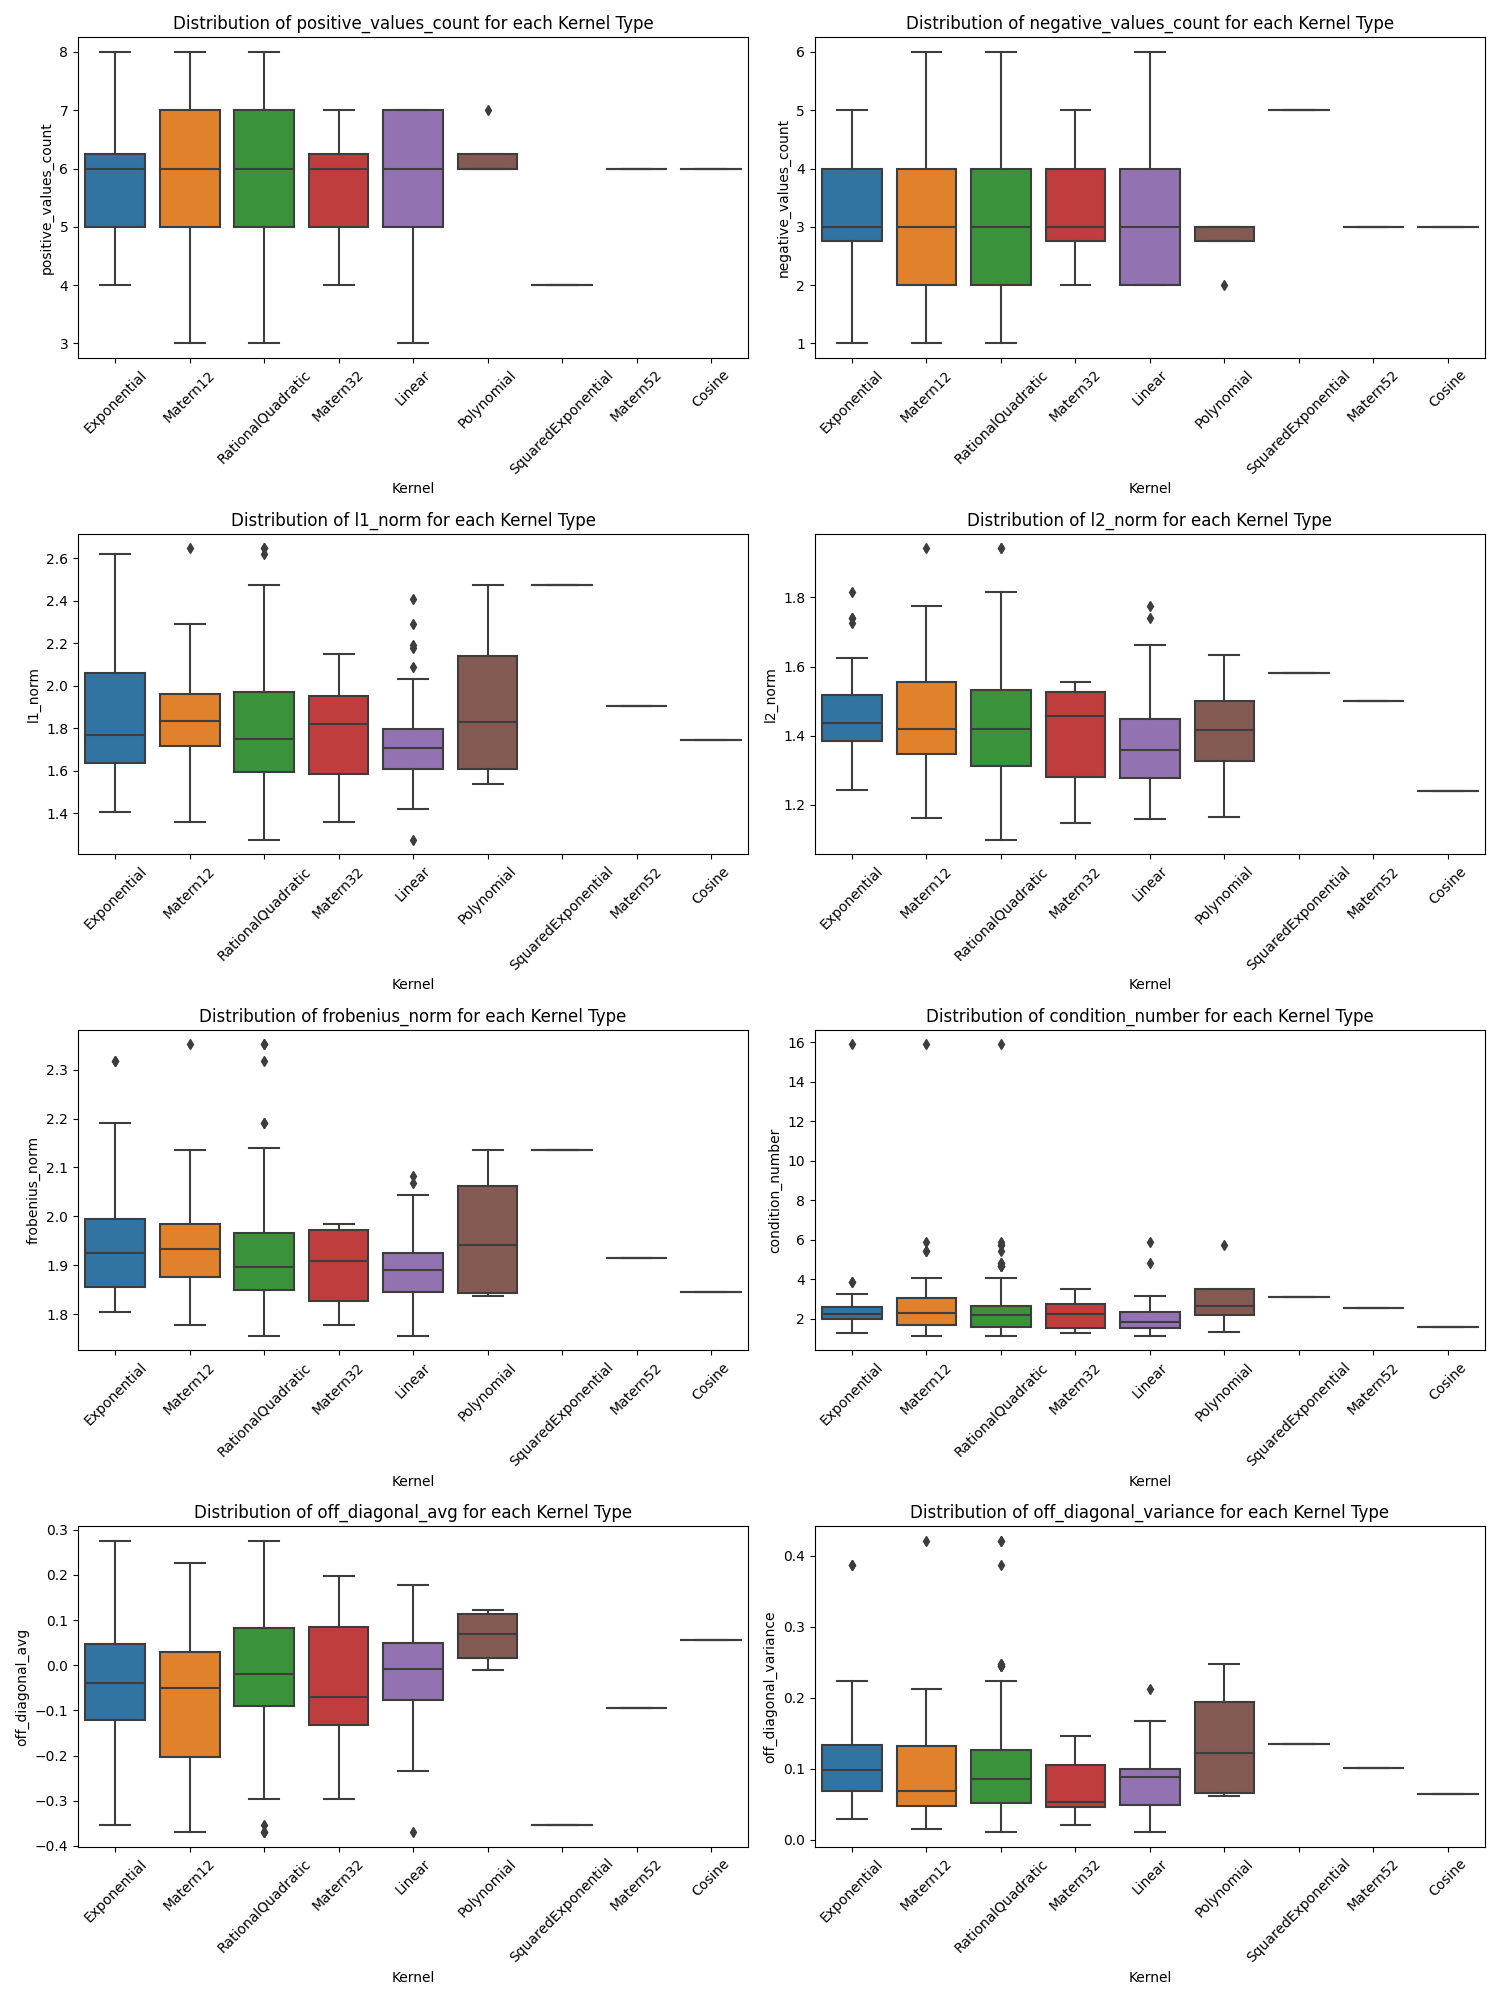 Distribution of positive_values_count for each Kernel Type
positive_values_count
8
7
6
5
4
3
Exponential
Matern12
RationalQuadratic
Matern32
Linear
Polynomial
SquaredExponential
Matern52
Cosine
Kernel
Distribution of negative_values_count for each Kernel Type
negative_values_count
6
5
4
3
2
1
Exponential
Matern12
RationalQuadratic
Matern32
Linear
Polynomial
SquaredExponential
Matern52
Cosine
Kernel
Distribution of l1_norm for each Kernel Type
l1_norm
2.6
2.4
2.2
2.0
1.8
1.6
1.4
Exponential
Matern12
RationalQuadratic
Matern32
Linear
Polynomial
SquaredExponential
Matern52
Cosine
Kernel
Distribution of l2_norm for each Kernel Type
l2_norm
1.8
1.6
1.4
1.2
Exponential
Matern12
RationalQuadratic
Matern32
Linear
Polynomial
SquaredExponential
Matern52
Cosine
Kernel
Distribution of frobenius_norm for each Kernel Type
frobenius_norm
2.3
2.2
2.1
2.0
1.9
1.8
Exponential
Matern12
RationalQuadratic
Matern32
Linear
Polynomial
SquaredExponential
Matern52
Cosine
Kernel
Distribution of condition_number for each Kernel Type
condition_number
16
14
12
10
8
6
4
2
Exponential
Matern12
RationalQuadratic
Matern32
Linear
Polynomial
SquaredExponential
Matern52
Cosine
Kernel
Distribution of off_diagonal_avg for each Kernel Type
off_diagonal_avg
0.3
0.2
0.1
0.0
−0.1
−0.2
−0.3
−0.4
Exponential
Matern12
RationalQuadratic
Matern32
Linear
Polynomial
SquaredExponential
Matern52
Cosine
Kernel
Distribution of off_diagonal_variance for each Kernel Type
off_diagonal_variance
0.4
0.3
0.2
0.1
0.0
Exponential
Matern12
RationalQuadratic
Matern32
Linear
Polynomial
SquaredExponential
Matern52
Cosine
Kernel